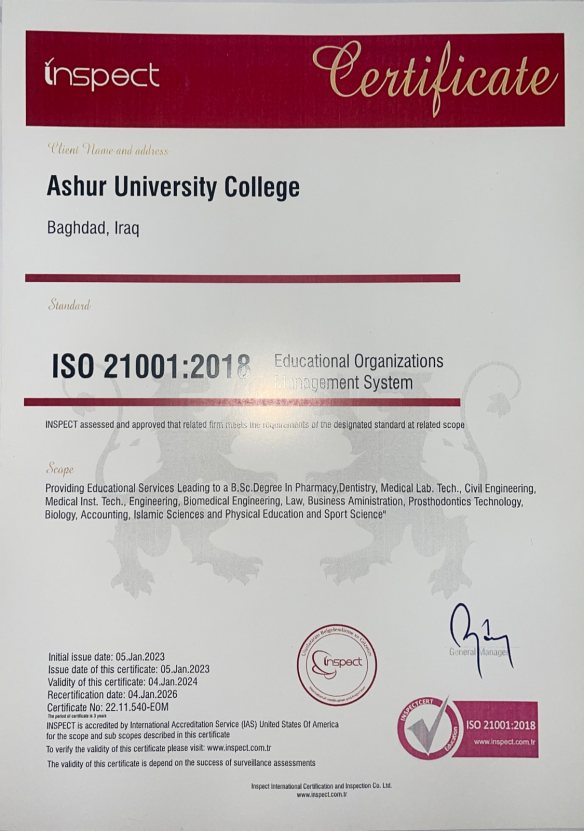 inspect
Certificate
Client Name and address
Ashur University College
Baghdad, Iraq
Standard
ISO 21001:2018
Educational Organizations
Management System
INSPECT assessed and approved that related firm meets the requirements of the designated standard at related scope
Scope
Providing Educational Services Leading to a B.Sc.Degree In Pharmacy,Dentistry, Medical Lab. Tech., Civil Engineering,
Medical Inst. Tech., Engineering, Biomedical Engineering, Law, Business Aministration, Prosthodontics Technology,
Biology, Accounting, Islamic Sciences and Physical Education and Sport Science"
inspect
General Manager
Initial issue date: 05.Jan.2023
Issue date of this certificate: 05.Jan.2023
Validity of this certificate: 04.Jan.2024
Recertication date: 04.Jan.2026
Certificate No: 22.11.540-EOM
The period of certificate is 3 years
INSPECT is accredited by International Accreditation Service (IAS) United States Of America
for the scope and sub scopes described in this certificate
To verify the validity of this certificate please visit: www.inspect.com.tr
The validity of this certificate is depend on the success of surveillance assessments
INSPECTCERT
Education
ISO 21001:2018
www.inspect.com.tr
Inspect International Certification and Inspection Co. Ltd.
www.inspect.com.tr